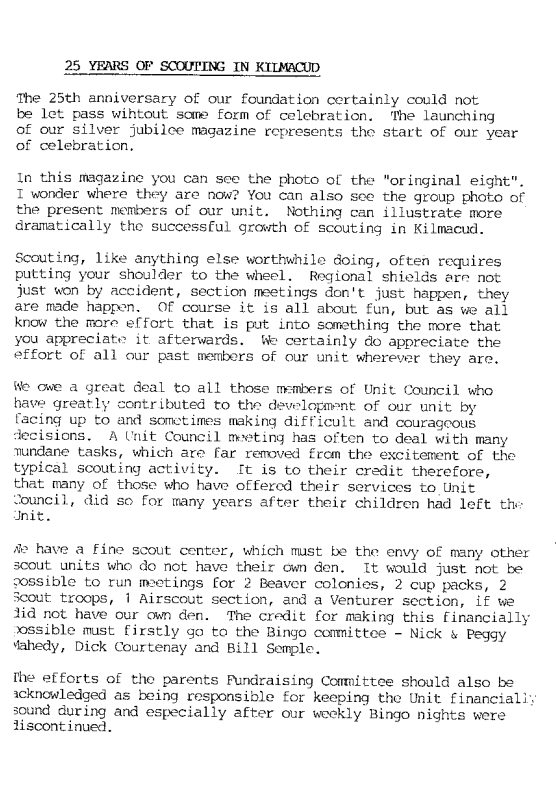 25 YEARS OF SCOUTING IN KILMACUD
The 25th anniversary of our foundation certainly could not
be let pass wihtout some form of celebration. The launching
of our silver jubilee magazine represents the start of our year
of celebration.
In this magazine you can see the photo of the "oringinal eight".
I wonder where they are now? You can also see the group photo of
the present members of our unit. Nothing can illustrate more
dramatically the successful growth of scouting in Kilmacud.
Scouting, like anything else worthwhile doing, often requires
putting your shoulder to the wheel. Regional shields are not
just won by accident, section meetings don't just happen, they
are made happen. Of course it is all about fun, but as we all
know the more effort that is put into something the more that
you appreciate it afterwards. We certainly do appreciate the
effort of all our past members of our unit wherever they are.
We owe a great deal to all those members of Unit Council who
have greatly contributed to the development of our unit by
facing up to and sometimes making difficult and courageous
decisions. A Unit Council meeting has often to deal with many
mundane tasks, which are far removed from the excitement of the
typical scouting activity. It is to their credit therefore,
that many of those who have offered their services to Unit
Council, did so for many years after their children had left the
Unit.
We have a fine scout center, which must be the envy of many other
scout units who do not have their own den. It would just not be
possible to run meetings for 2 Beaver colonies, 2 cup packs, 2
Scout troops, 1 Airscout section, and a Venturer section, if we
did not have our own den. The credit for making this financially
possible must firstly go to the Bingo committee - Nick & Peggy
Mahedy, Dick Courtenay and Bill Semple.
The efforts of the parents Fundraising Committee should also be
acknowledged as being responsible for keeping the Unit financially
sound during and especially after our weekly Bingo nights were
discontinued.